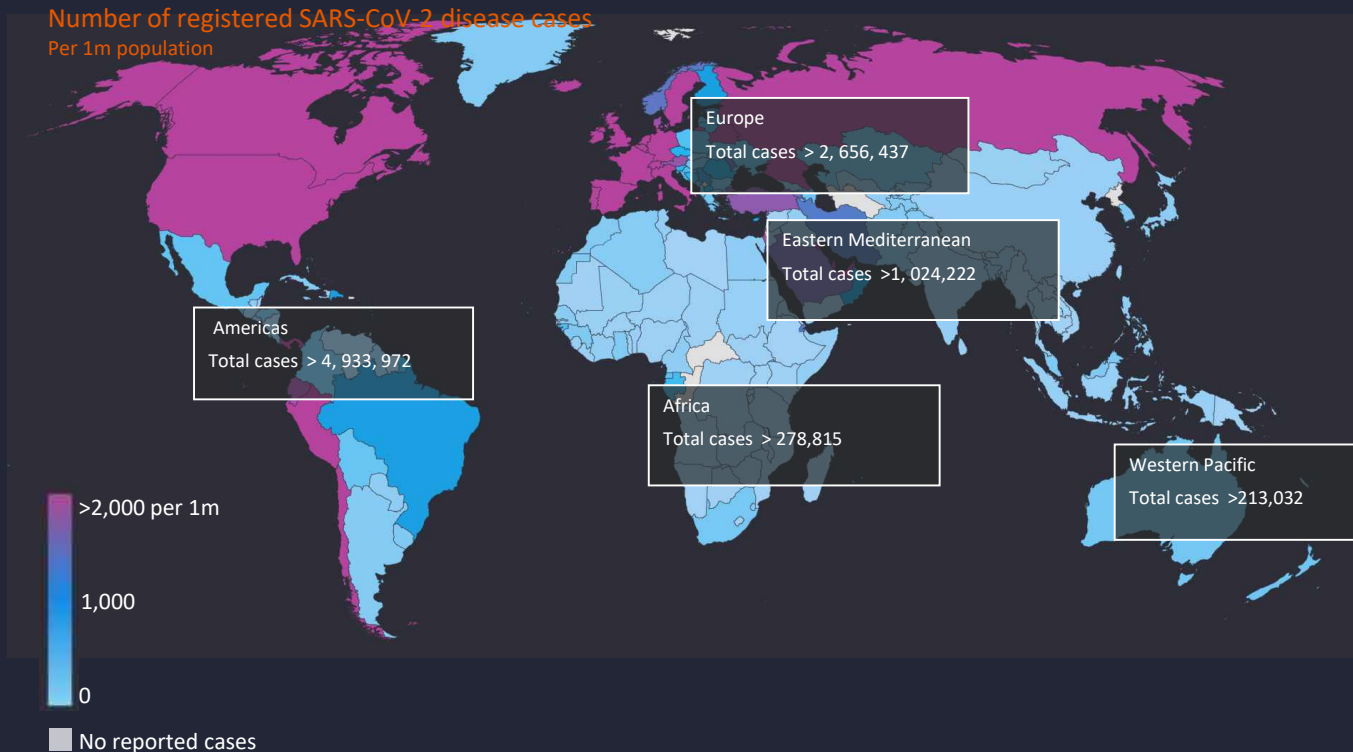 Number of registered SARS-CoV-2 disease cases
Per 1m population
Europe
Total cases > 2, 656, 437
Eastern Mediterranean
Total cases >1, 024,222
Americas
Total cases > 4, 933, 972
Africa
Total cases > 278,815
Western Pacific
Total cases >213,032
>2,000 per 1m
1,000
0
No reported cases